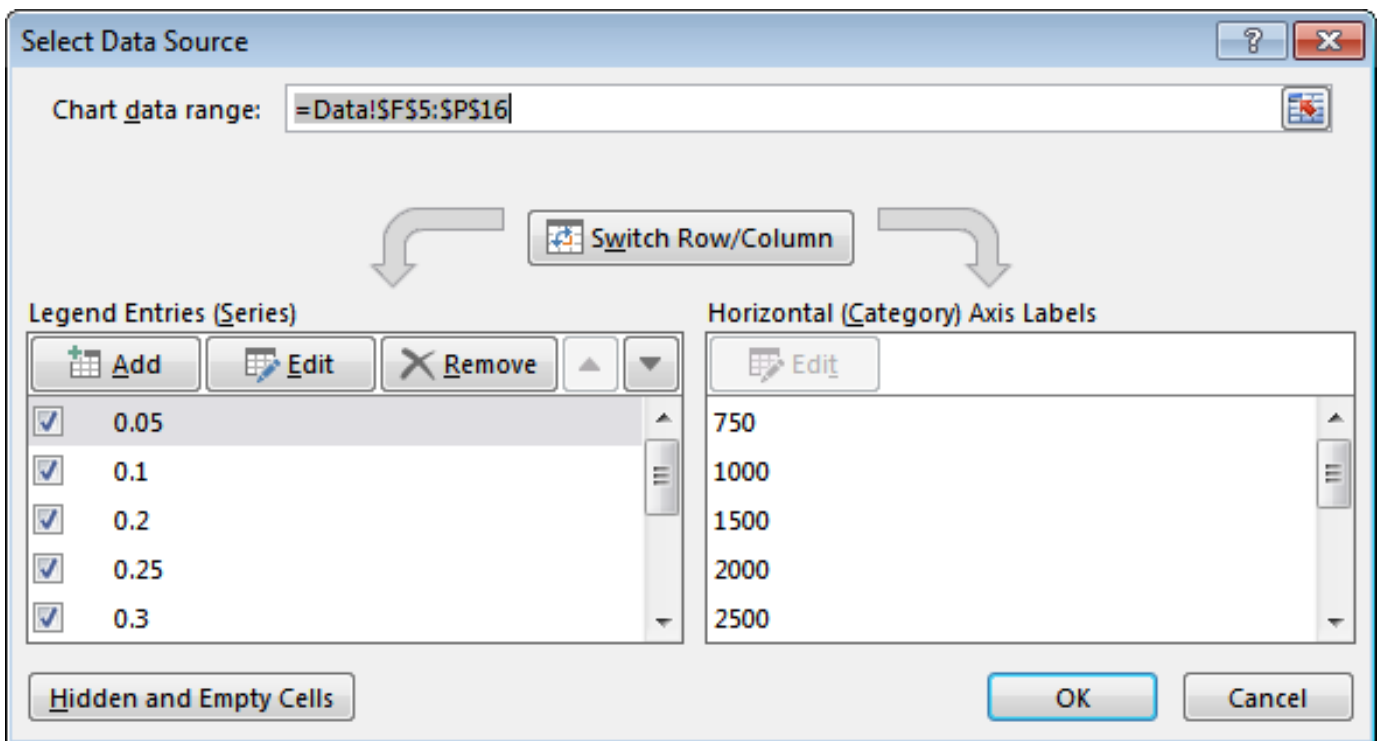 Select Data Source
Chart data range: =Data!$F$5:$P$16
Switch Row/Column
Legend Entries (Series)
Add Edit Remove
0.05
0.1
0.2
0.25
0.3
Horizontal (Category) Axis Labels
Edit
750
1000
1500
2000
2500
Hidden and Empty Cells
OK Cancel